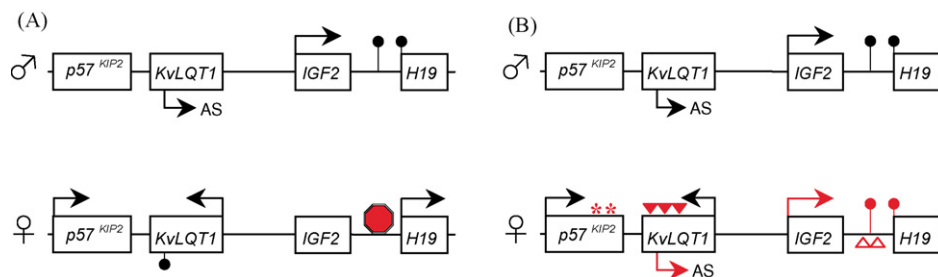 (A)
♂ p57 KIP2 KvLQT1 IGF2 H19
AS
♀ p57 KIP2 KvLQT1 IGF2 H19
(B)
♂ p57 KIP2 KvLQT1 IGF2 H19
AS
**
♀ p57 KIP2 KvLQT1 IGF2 H19
AS